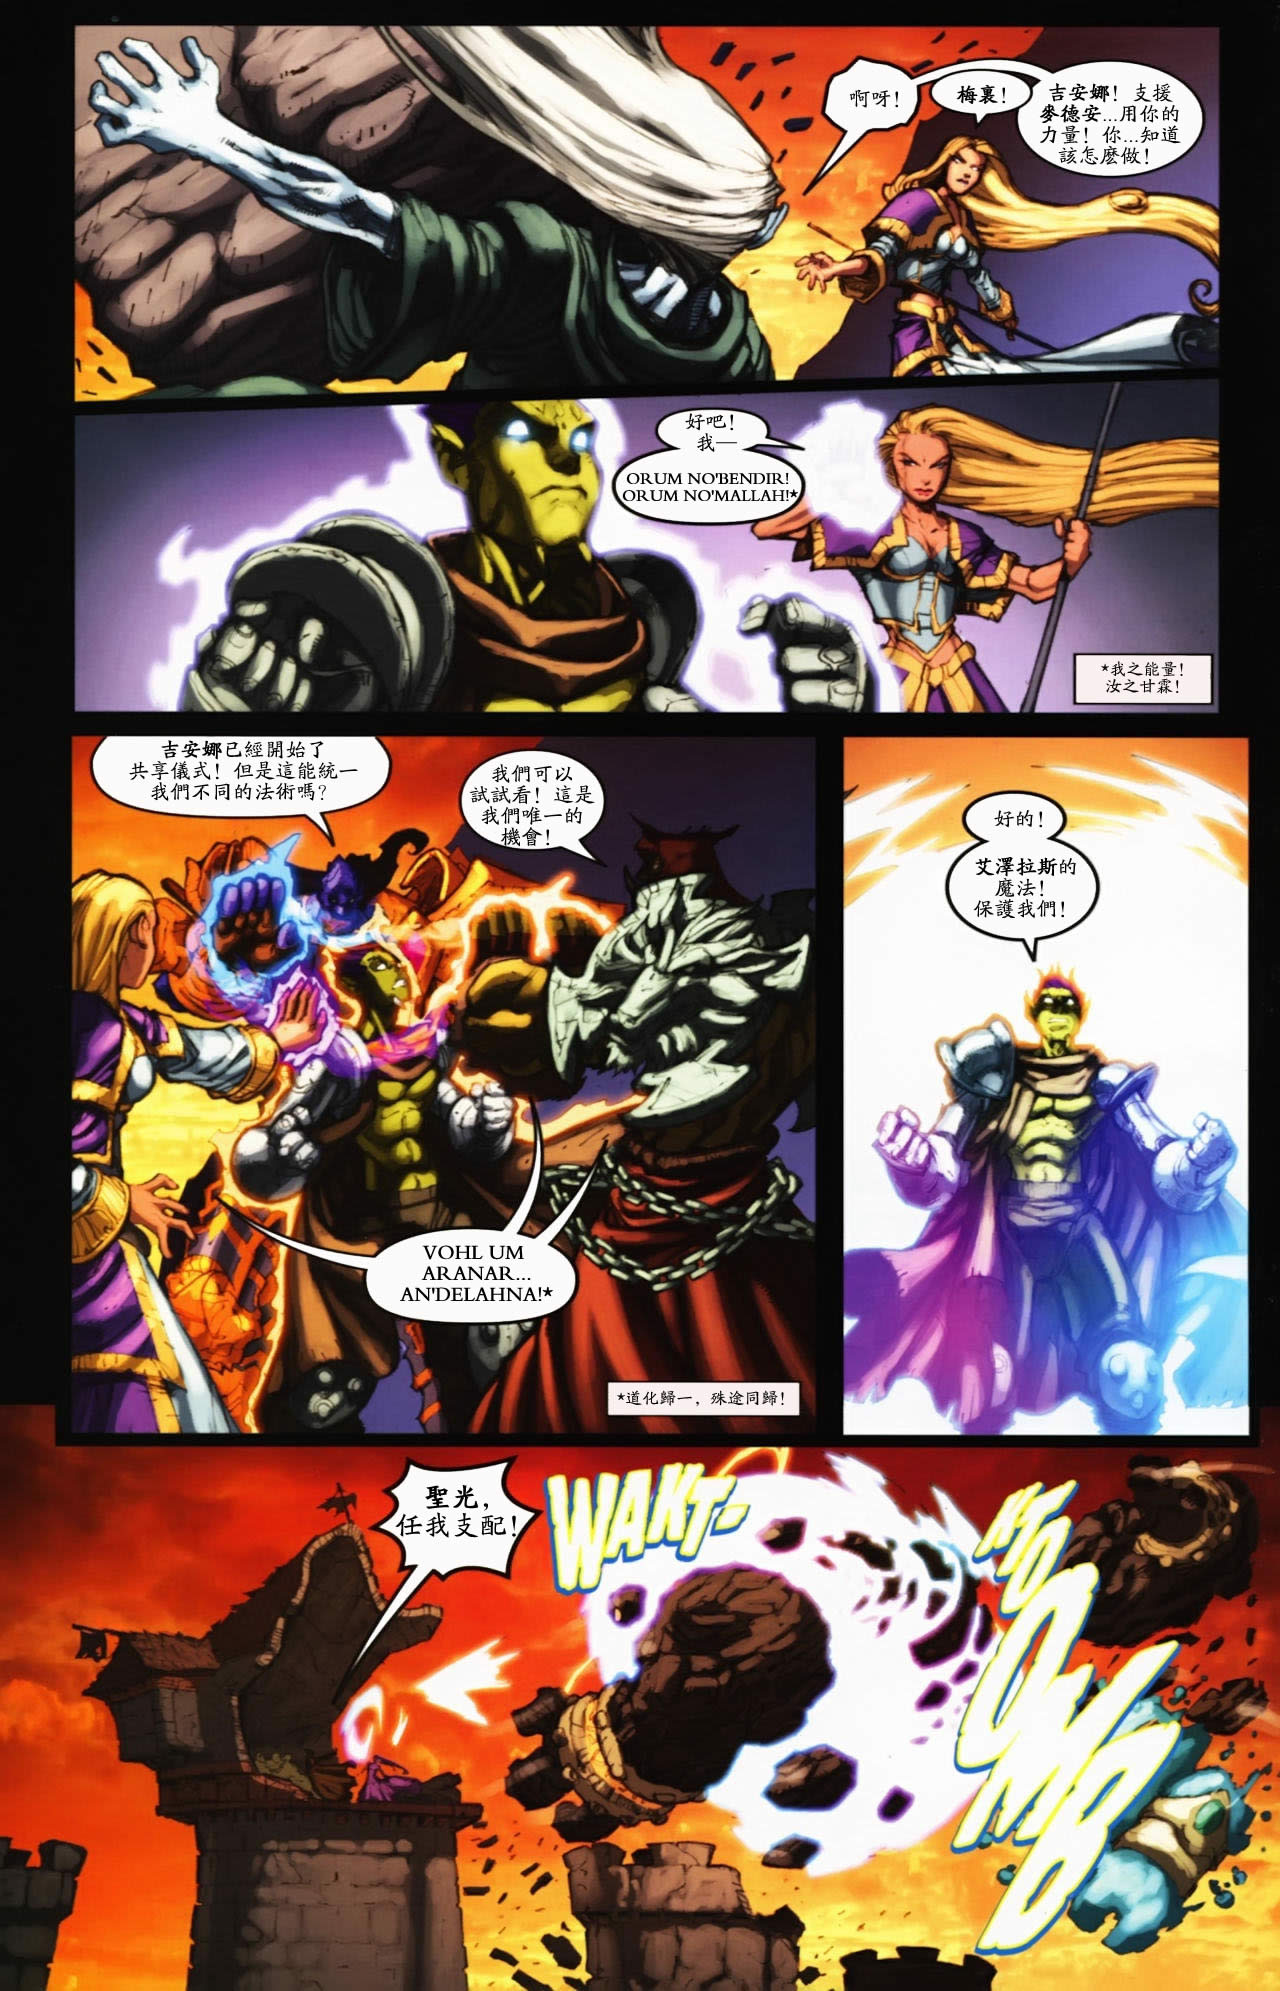 啊呀！
梅裏！
吉安娜！支援
麥德安…用你的
力量！你…知道
該怎麼做！
好吧！
我—
ORUM NO'BENDIR!
ORUM NO'MALLAH!★
★我之能量！
汝之甘霖！
吉安娜已經開始了
共享儀式！但是這能統一
我們不同的法術嗎？
我們可以
試試看！這是
我們唯一的
機會！
VOHL UM
ARANAR...
AN'DELAHNA!★
★道化歸一，殊途同歸！
好的！
艾澤拉斯的
魔法！
保護我們！
聖光，
任我支配！
WAKT-
KTOOOMBB